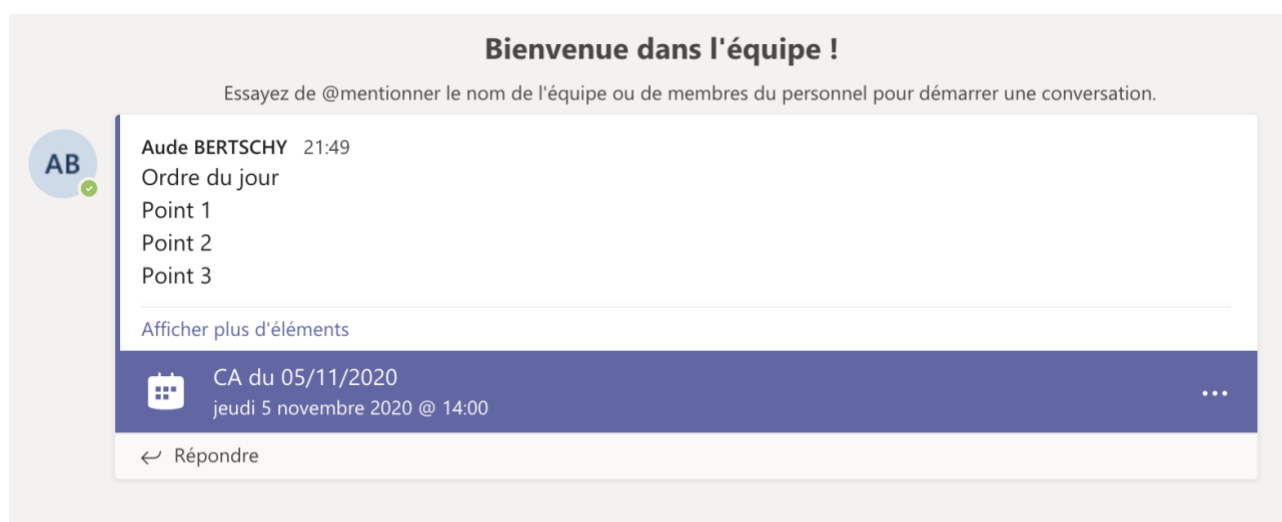 Bienvenue dans l'équipe !
Essayez de @mentionner le nom de l'équipe ou de membres du personnel pour démarrer une conversation.
AB
Aude BERTSCHY 21:49
Ordre du jour
Point 1
Point 2
Point 3
Afficher plus d'éléments
CA du 05/11/2020
jeudi 5 novembre 2020 @ 14:00
Répondre